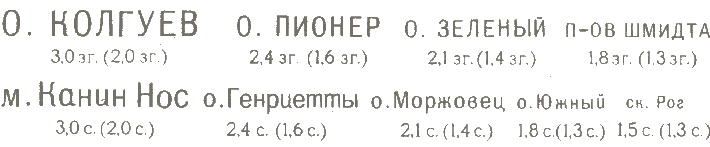 О. КОЛГУЕВ О. ПИОНЕР О. ЗЕЛЕНЫЙ П-ОВ ШМИДТА
3,0 зг. (2,0 зг.) 2,4 зг. (1,6 зг.) 2,1 зг. (1,4 зг.) 1,8 зг. (1,3 зг.)
м. Канин Нос о. Генриетты о. Моржовец о. Южный ск. Рог
3,0 с. (2,0 с.) 2,4 с. (1,6 с.) 2,1 с. (1,4 с.) 1,8 с. (1,3 с.) 1,5 с. (1,3 с.)